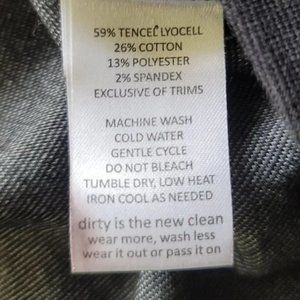 59% TENCEL LYOCELL
26% COTTON
13% POLYESTER
2% SPANDEX
EXCLUSIVE OF TRIMS
MACHINE WASH
COLD WATER
GENTLE CYCLE
DO NOT BLEACH
TUMBLE DRY, LOW HEAT
IRON COOL AS NEEDED
dirty is the new clean
wear more, wash less
wear it out or pass it on